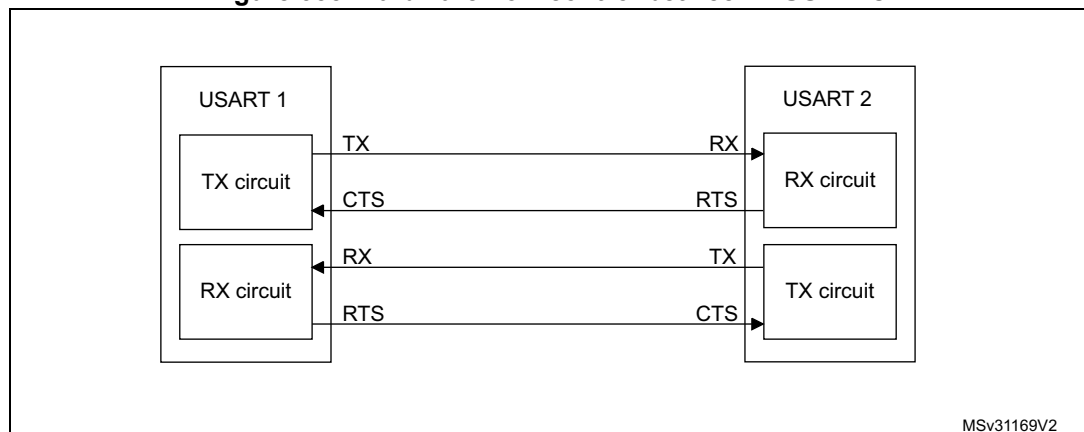 USART 1
USART 2
TX circuit
TX
RX
RX circuit
CTS
RTS
RX circuit
RX
TX
TX circuit
RTS
CTS
MSv31169V2